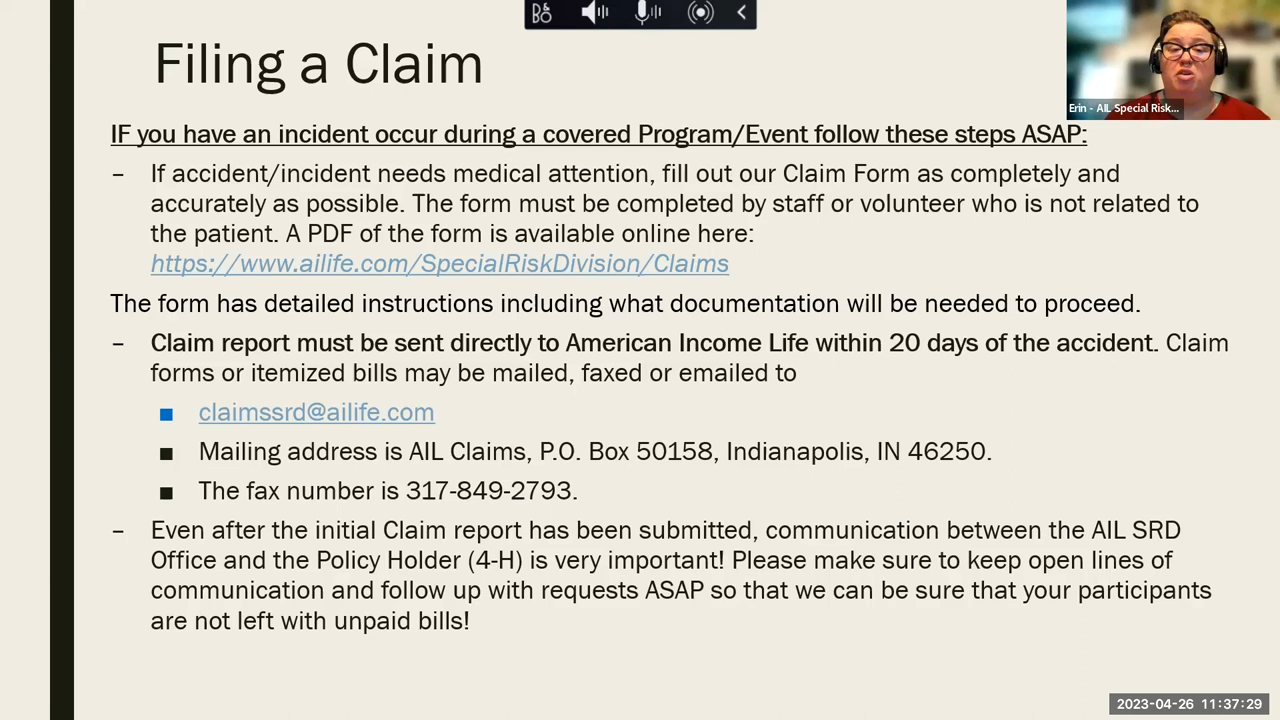 Filing a Claim
Erin - AIL Special Risk...
IF you have an incident occur during a covered Program/Event follow these steps ASAP:
– If accident/incident needs medical attention, fill out our Claim Form as completely and
accurately as possible. The form must be completed by staff or volunteer who is not related to
the patient. A PDF of the form is available online here:
https://www.ailife.com/SpecialRiskDivision/Claims
The form has detailed instructions including what documentation will be needed to proceed.
– Claim report must be sent directly to American Income Life within 20 days of the accident. Claim
forms or itemized bills may be mailed, faxed or emailed to
■ claimssrd@ailife.com
■ Mailing address is AIL Claims, P.O. Box 50158, Indianapolis, IN 46250.
■ The fax number is 317-849-2793.
– Even after the initial Claim report has been submitted, communication between the AIL SRD
Office and the Policy Holder (4-H) is very important! Please make sure to keep open lines of
communication and follow up with requests ASAP so that we can be sure that your participants
are not left with unpaid bills!
2023-04-26 11:37:29